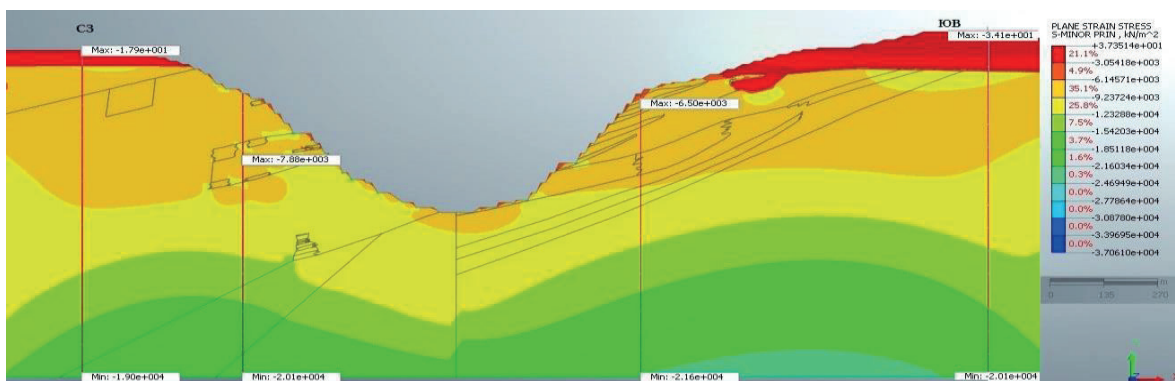 СЗ
ЮВ
Max: -1.79e+001
Max: -3.41e+001
Max: -6.50e+003
Max: -7.88e+003
Min: -1.90e+004
Min: -2.01e+004
Min: -2.16e+004
Min: -2.01e+004
PLANE STRAIN STRESS
S-MINOR PRIN , kN/m^2
+3.73514e+001
21.1%
-3.05418e+003
4.9%
-6.14571e+003
35.1%
-9.23724e+003
25.8%
-1.23288e+004
7.5%
-1.54203e+004
3.7%
-1.85118e+004
1.6%
-2.16034e+004
0.3%
-2.46949e+004
0.0%
-2.77864e+004
0.0%
-3.08780e+004
0.0%
-3.39695e+004
0.0%
-3.70610e+004
m
0 135 270